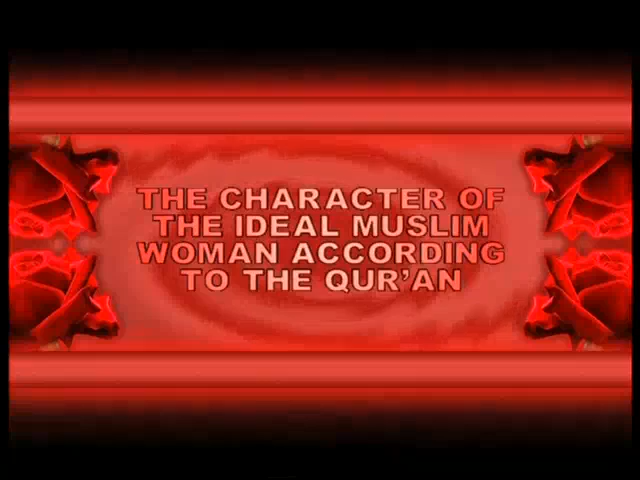 THE CHARACTER OF
THE IDEAL MUSLIM
WOMAN ACCORDING
TO THE QUR'AN